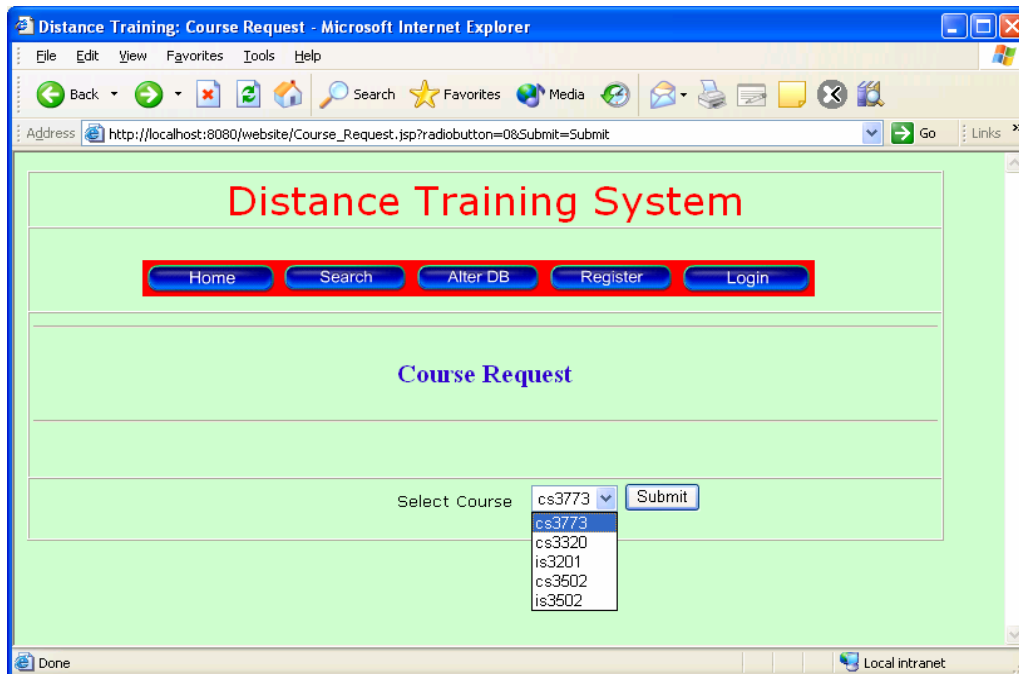 Distance Training: Course Request - Microsoft Internet Explorer
File Edit View Favorites Tools Help
Back Search Favorites Media
Address http://localhost:8080/website/Course_Request.jsp?radiobutton=0&Submit=Submit Go Links »
Distance Training System
Home Search Alter DB Register Login
Course Request
Select Course cs3773 Submit
cs3773
cs3320
is3201
cs3502
is3502
Done Local intranet